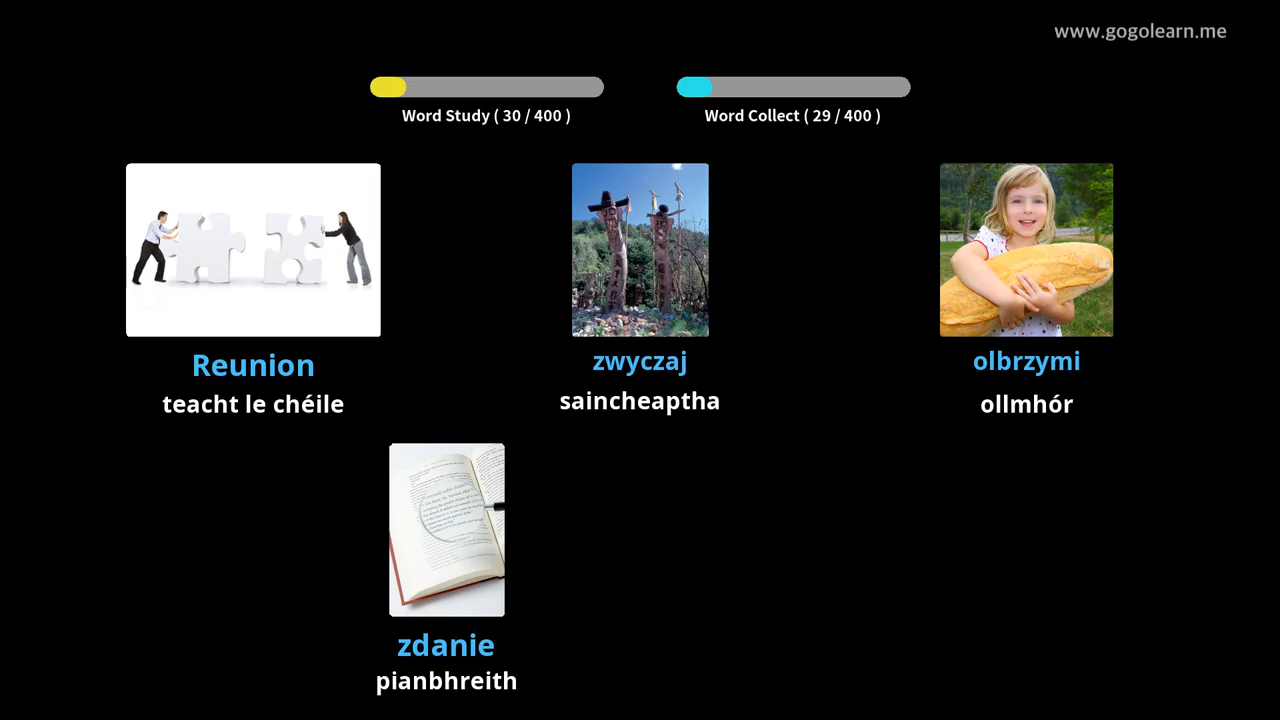 www.gogolearn.me
Word Study ( 30 / 400 )
Word Collect ( 29 / 400 )
Reunion
teacht le chéile
zwyczaj
saincheaptha
olbrzymi
ollmhór
zdanie
pianbhreith